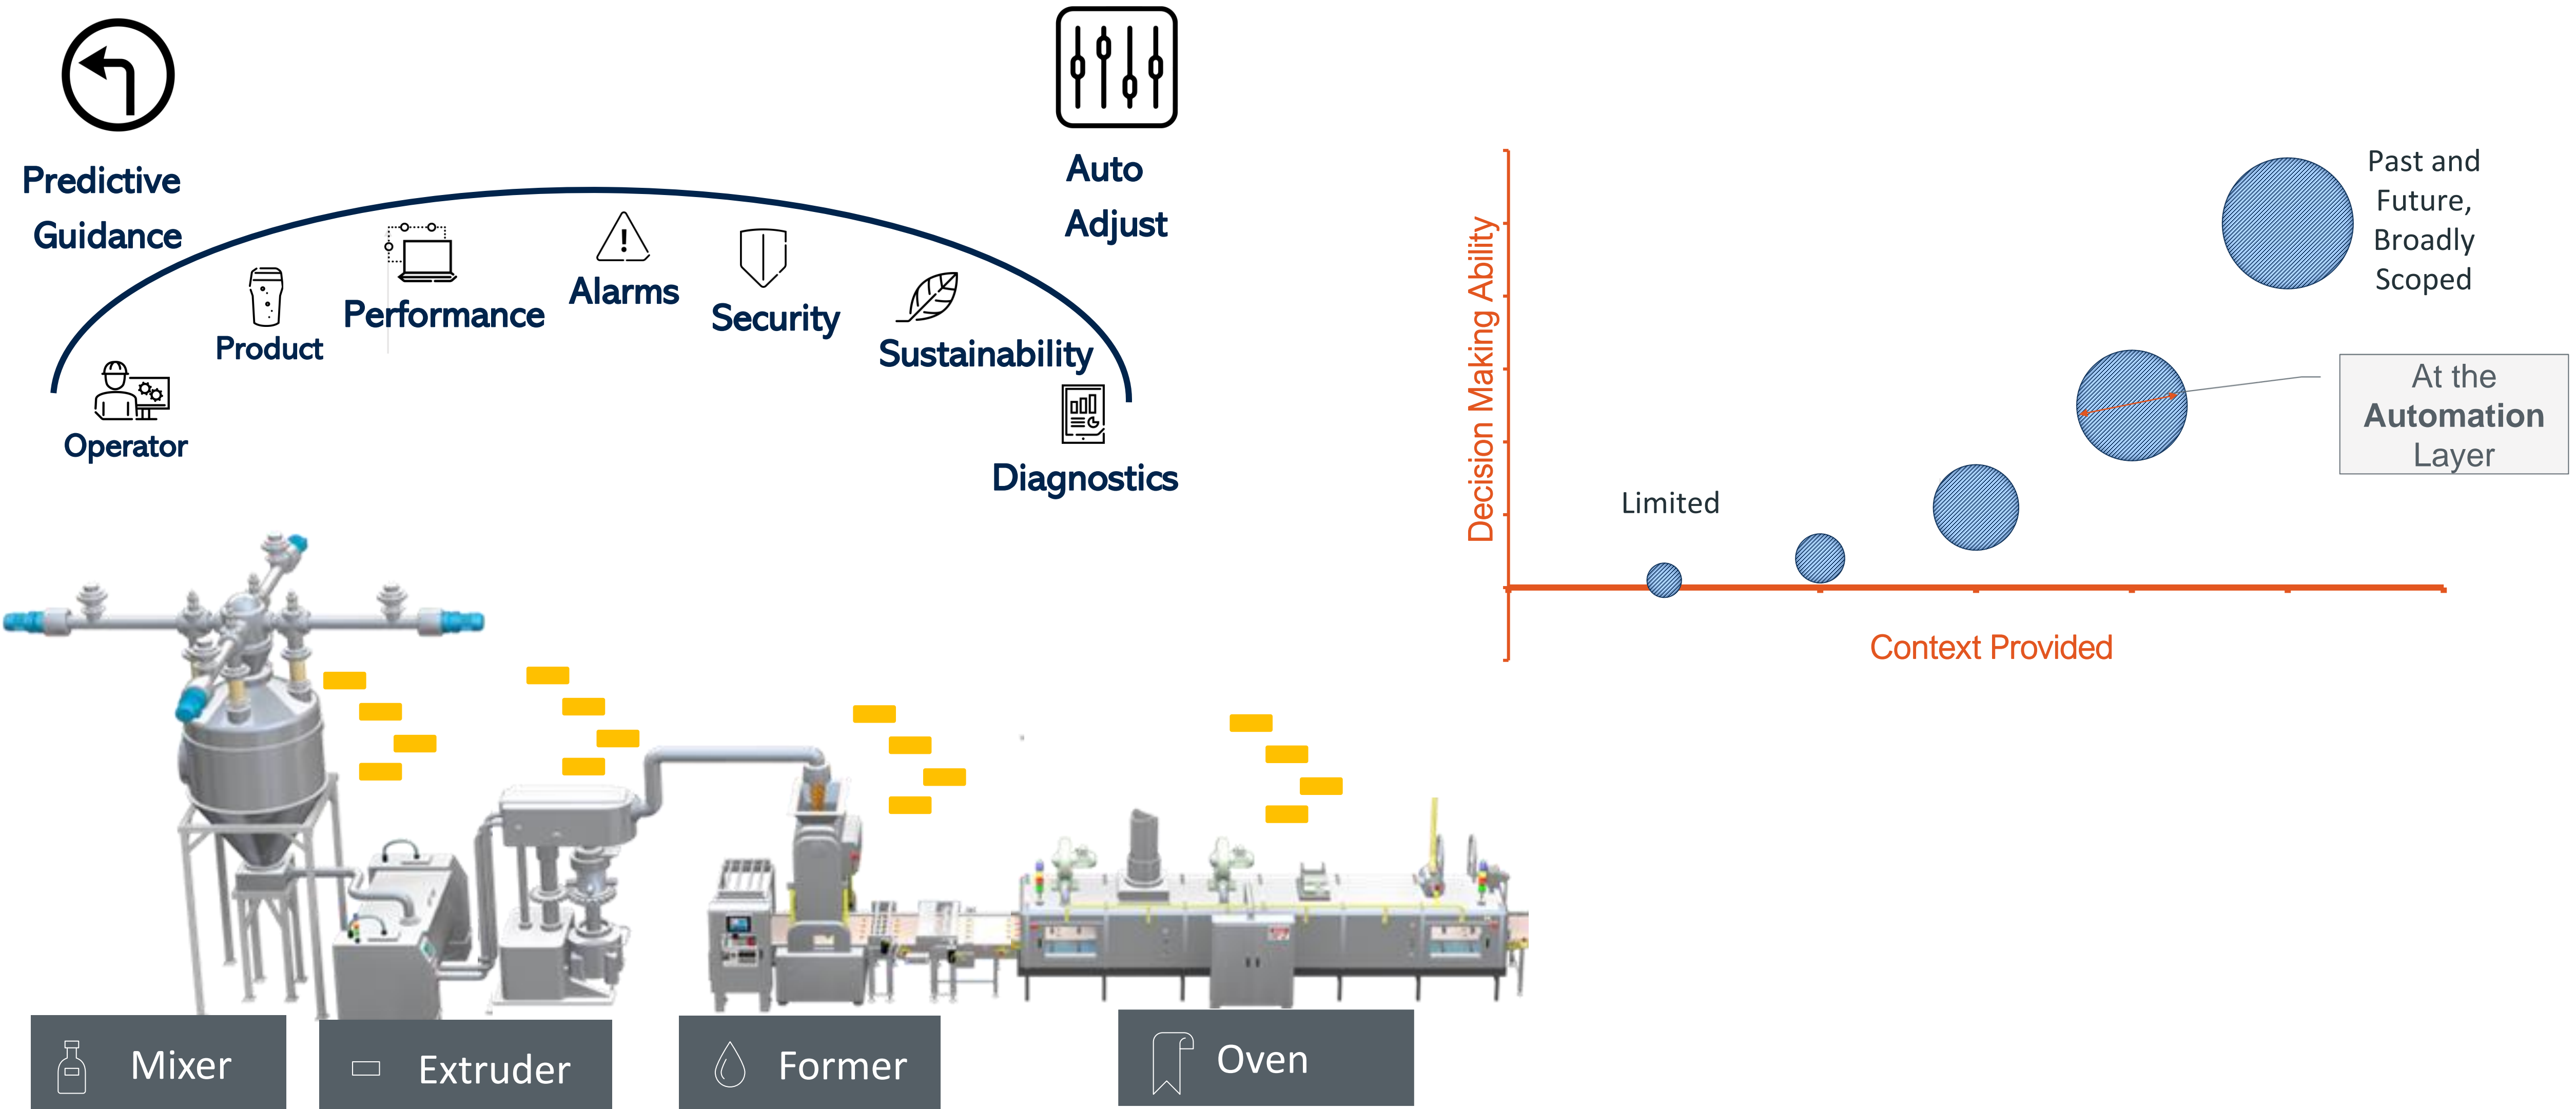 Predictive
Guidance
Auto
Adjust
Operator
Product
Performance
Alarms
Security
Sustainability
Diagnostics
Mixer
Extruder
Former
Oven
Decision Making Ability
Context Provided
Limited
Past and
Future,
Broadly
Scoped
At the
Automation
Layer